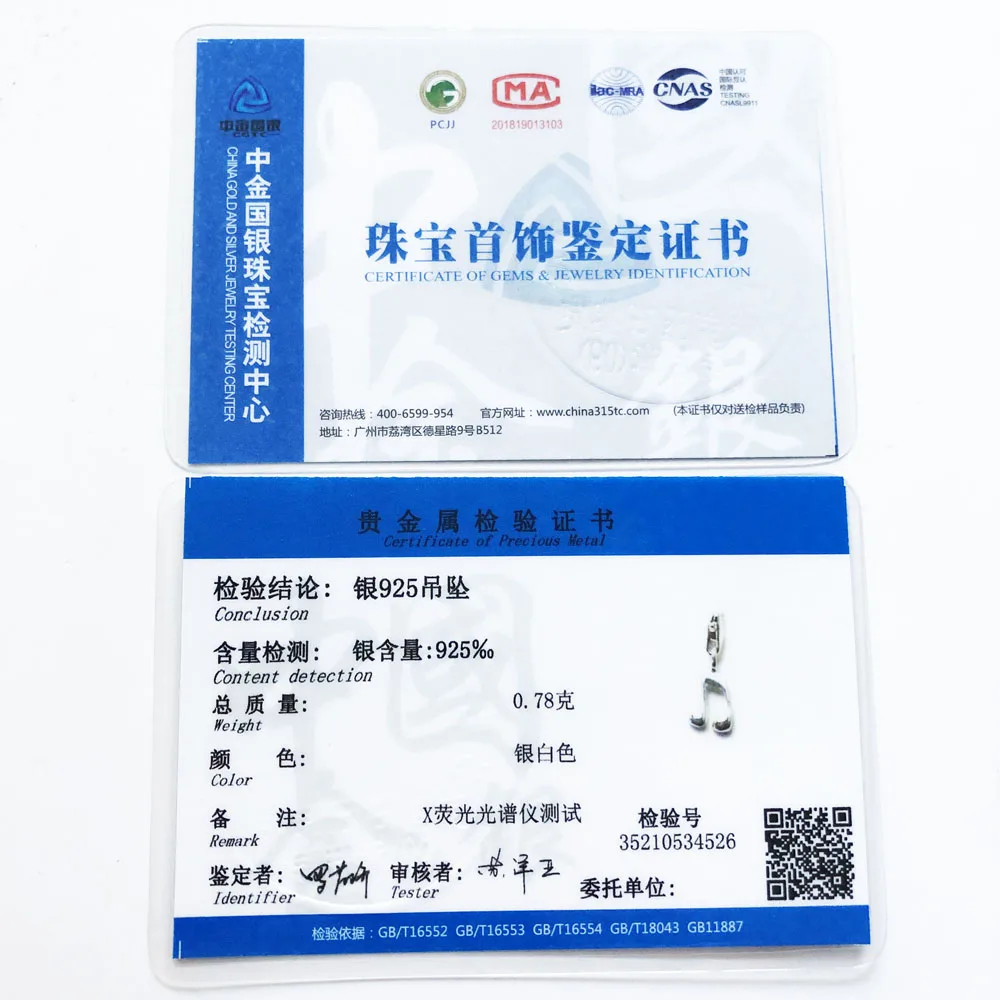 PCJJ
MA
201819013103
ilac-MRA
CNAS
中国认可
国际互认
检测
TESTING
CNASL9911
CGTC
中金国银珠宝检测中心
CHINA GOLD AND SILVER JEWELRY TESTING CENTER
珠宝首饰鉴定证书
CERTIFICATE OF GEMS & JEWELRY IDENTIFICATION
咨询热线：400-6599-954 官方网址：www.china315tc.com (本证书仅对送检样品负责)
地址：广州市荔湾区德星路9号B512
贵金属检验证书
Certificate of Precious Metal
检验结论: 银925吊坠
Conclusion
含量检测: 银含量:925‰
Content detection
总质量: 0.78克
Weight
颜色: 银白色
Color
备注: X荧光光谱仪测试
Remark
检验号
35210534526
鉴定者: 审核者:
Identifier Tester
委托单位:
检验依据：GB/T16552 GB/T16553 GB/T16554 GB/T18043 GB11887